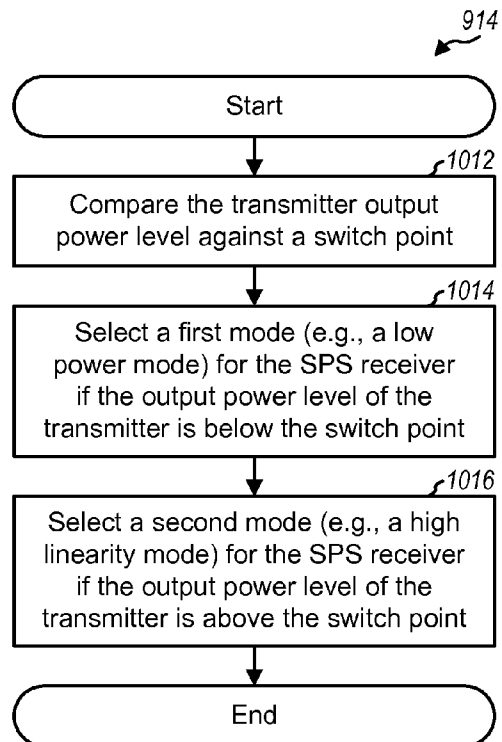 914
Start
1012
Compare the transmitter output
power level against a switch point
1014
Select a first mode (e.g., a low
power mode) for the SPS receiver
if the output power level of the
transmitter is below the switch point
1016
Select a second mode (e.g., a high
linearity mode) for the SPS receiver
if the output power level of the
transmitter is above the switch point
End